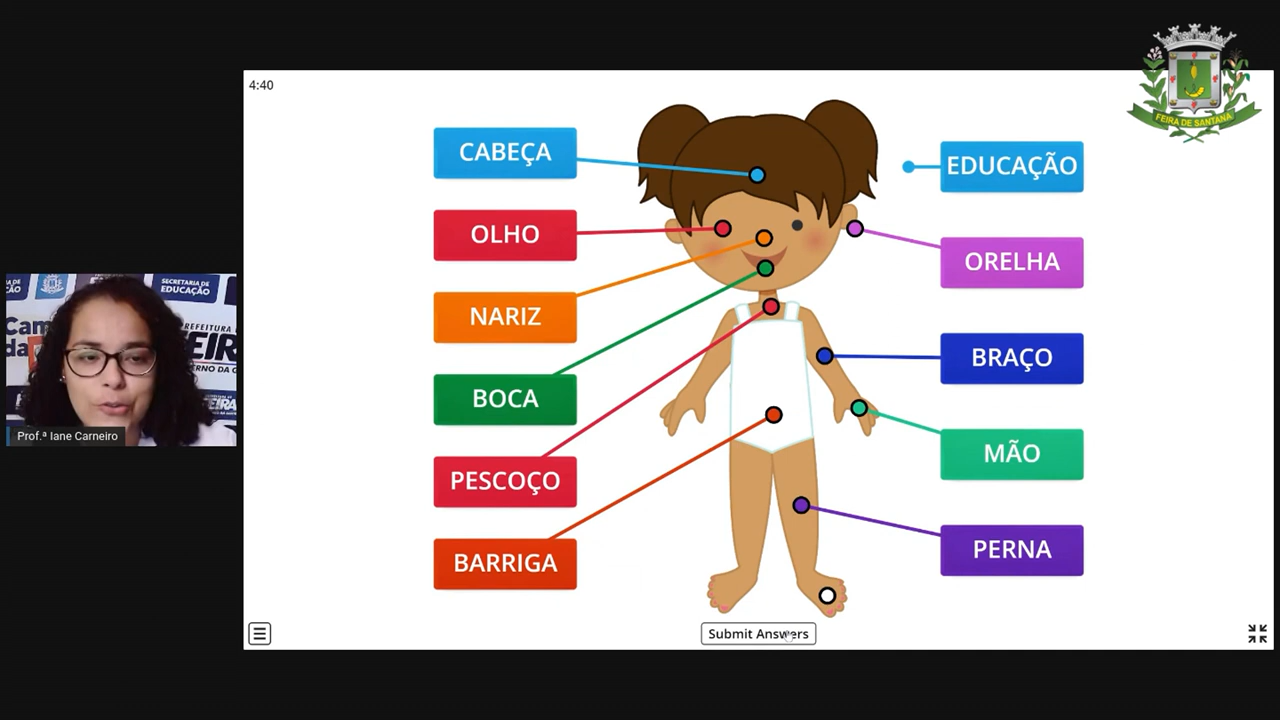 4:40
CABEÇA
OLHO
NARIZ
BOCA
PESCOÇO
BARRIGA
EDUCAÇÃO
ORELHA
BRAÇO
MÃO
PERNA
Submit Answers
FEIRA DE SANTANA
SECRETARIA DE
EDUCAÇÃO
PREFEITURA
Prof.ª Iane Carneiro